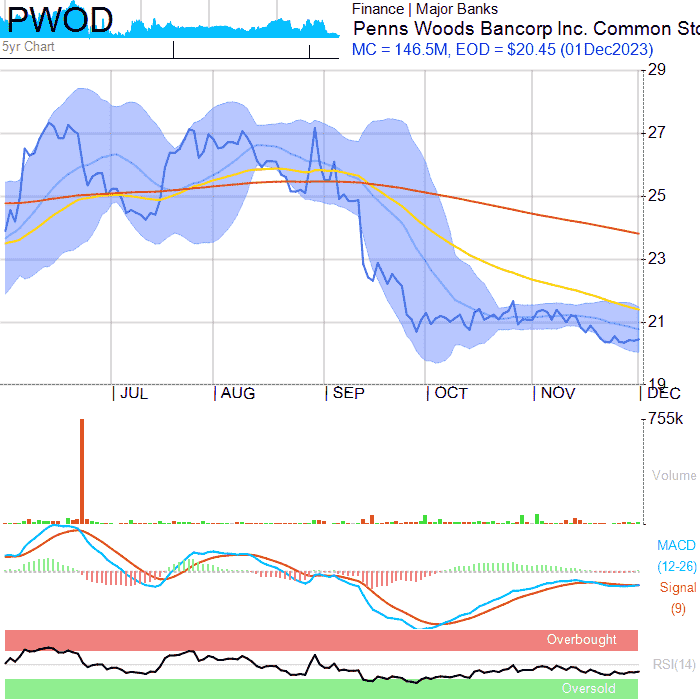 PWOD
5yr Chart
Finance | Major Banks
Penns Woods Bancorp Inc. Common Sto
MC = 146.5M, EOD = $20.45 (01Dec2023)
29
27
25
23
21
19
JUL AUG SEP OCT NOV DEC
755k
Volume
MACD
(12-26)
Signal
(9)
Overbought
RSI(14)
Oversold